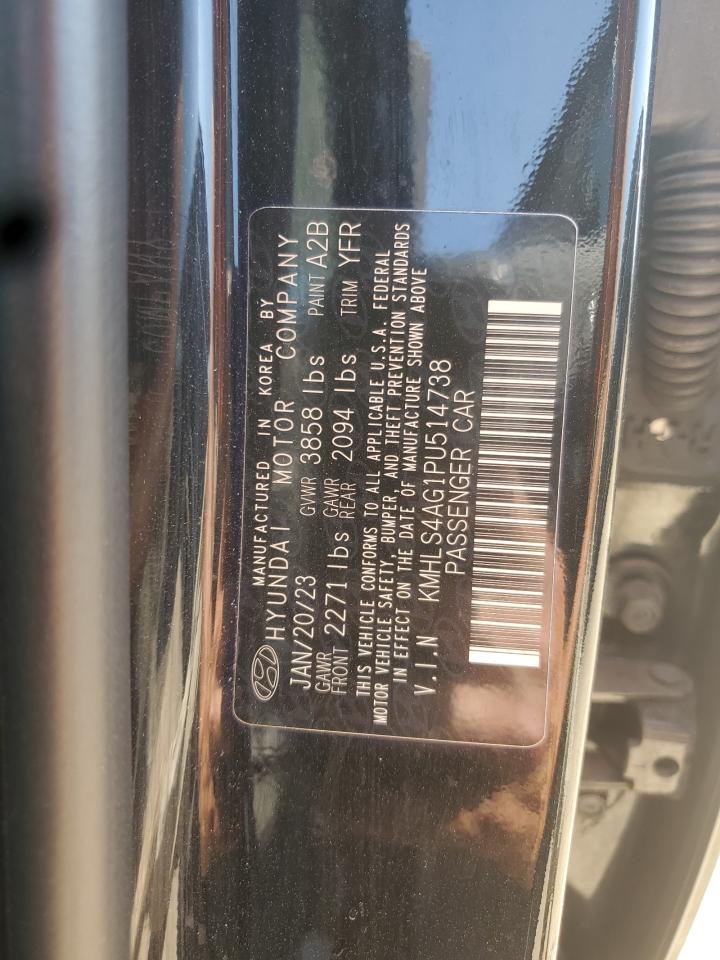 MANUFACTURED IN KOREA BY
HYUNDAI MOTOR COMPANY
JAN/20/23 GVWR 3858 lbs PAINT A2B
GAWR FRONT 2271 lbs GAWR REAR 2094 lbs TRIM YFR
THIS VEHICLE CONFORMS TO ALL APPLICABLE U.S.A. FEDERAL
MOTOR VEHICLE SAFETY, BUMPER, AND THEFT PREVENTION STANDARDS
IN EFFECT ON THE DATE OF MANUFACTURE SHOWN ABOVE
V.I.N KMHLS4AG1PU514738
PASSENGER CAR